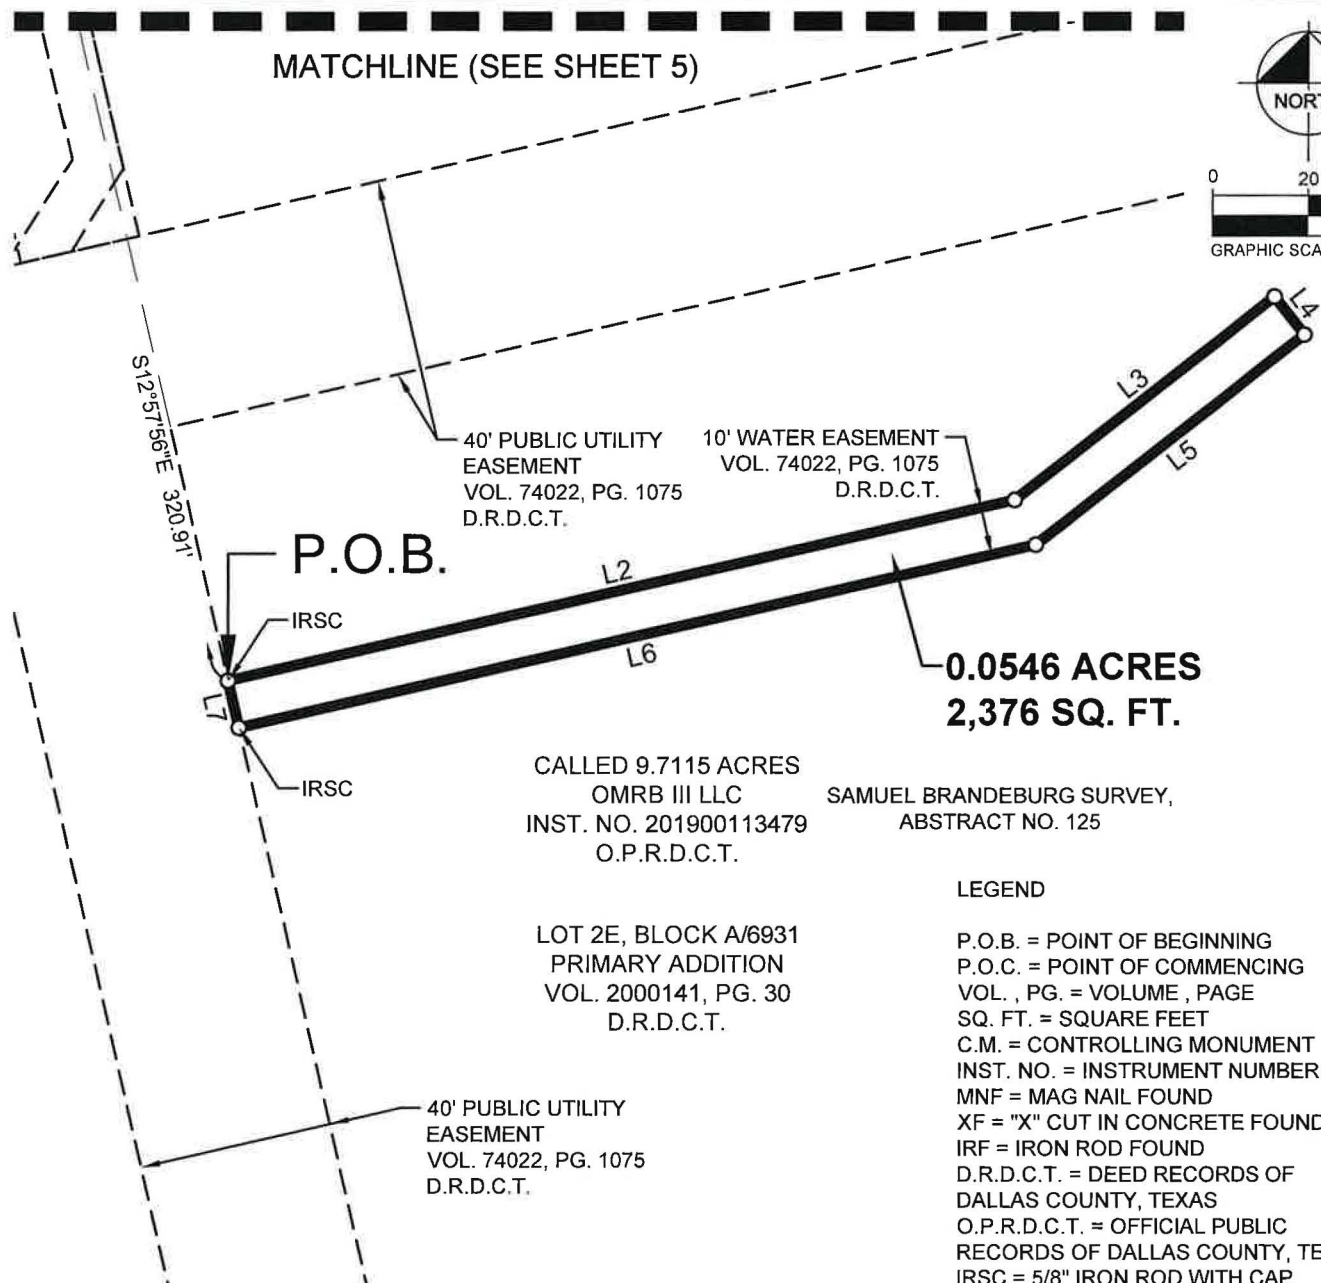 MATCHLINE (SEE SHEET 5)
0
20
S12°57'56"E 320.91'
40' PUBLIC UTILITY
EASEMENT
VOL. 74022, PG. 1075
D.R.D.C.T.
10' WATER EASEMENT
VOL. 74022, PG. 1075
D.R.D.C.T.
L3
L4
L5
P.O.B.
IRSC
L2
L6
L7
IRSC
0.0546 ACRES
2,376 SQ. FT.
CALLED 9.7115 ACRES
OMRB III LLC
INST. NO. 201900113479
O.P.R.D.C.T.
SAMUEL BRANDEBURG SURVEY,
ABSTRACT NO. 125
LOT 2E, BLOCK A/6931
PRIMARY ADDITION
VOL. 2000141, PG. 30
D.R.D.C.T.
40' PUBLIC UTILITY
EASEMENT
VOL. 74022, PG. 1075
D.R.D.C.T.
LEGEND
P.O.B. = POINT OF BEGINNING
P.O.C. = POINT OF COMMENCING
VOL. , PG. = VOLUME , PAGE
SQ. FT. = SQUARE FEET
C.M. = CONTROLLING MONUMENT
INST. NO. = INSTRUMENT NUMBER
MNF = MAG NAIL FOUND
XF = "X" CUT IN CONCRETE FOUND
IRF = IRON ROD FOUND
D.R.D.C.T. = DEED RECORDS OF
DALLAS COUNTY, TEXAS
O.P.R.D.C.T. = OFFICIAL PUBLIC
RECORDS OF DALLAS COUNTY,
IRSC = 5/8" IRON ROD WITH CAP
GRAPHIC